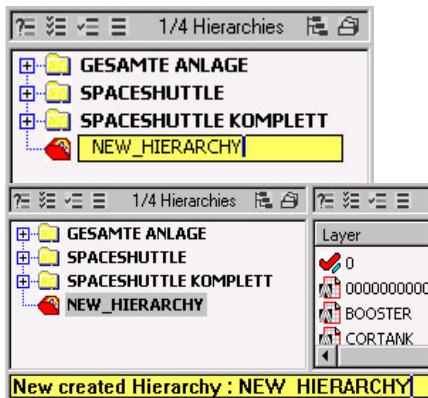 1/4 Hierarchies
GESAMTE ANLAGE
SPACESHUTTLE
SPACESHUTTLE KOMPLETT
NEW_HIERARCHY
1/4 Hierarchies
GESAMTE ANLAGE
SPACESHUTTLE
SPACESHUTTLE KOMPLETT
NEW_HIERARCHY
Layer
0
0000000000
BOOSTER
CORTANK
New created Hierarchy : NEW_HIERARCHY